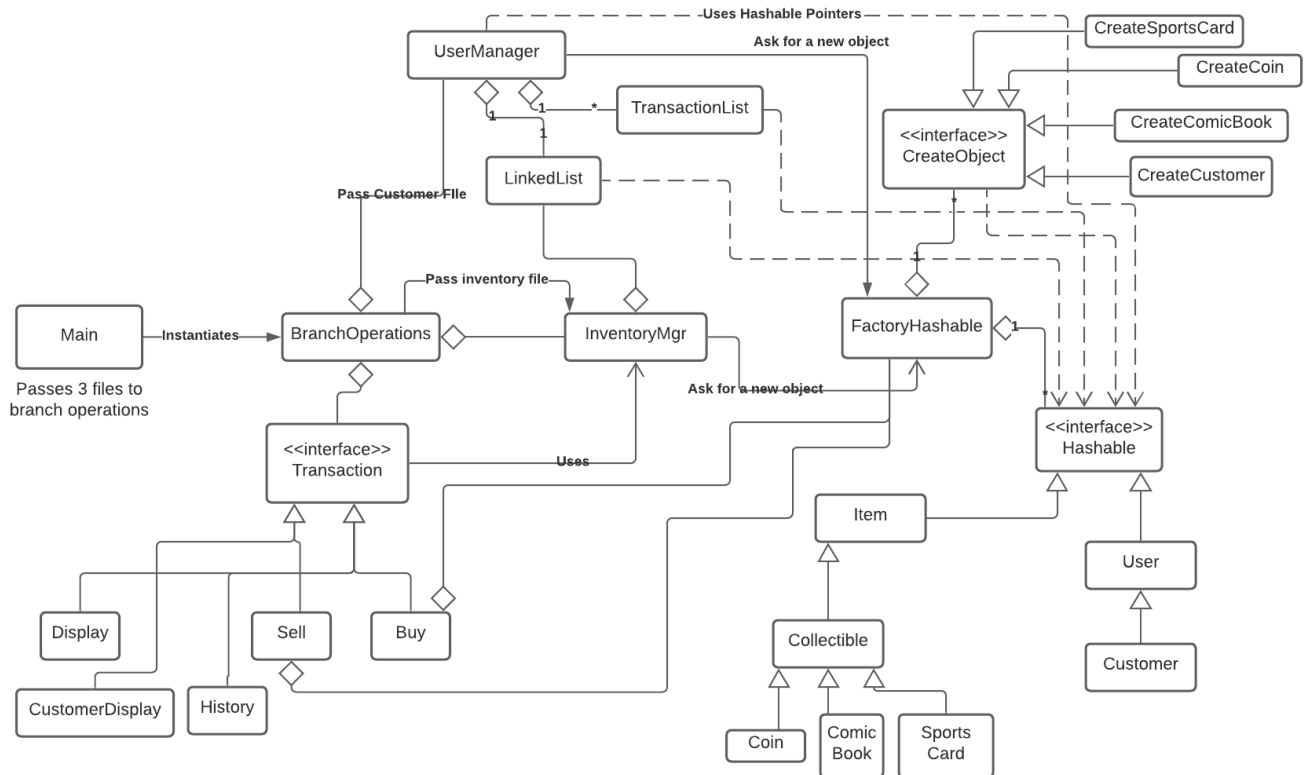 Uses Hashable Pointers
CreateSportsCard
UserManager
Ask for a new object
CreateCoin
1
*
TransactionList
1
1
<<interface>>
CreateObject
CreateComicBook
LinkedList
CreateCustomer
Pass Customer FIle
*
1
Pass inventory file
Main
Instantiates
BranchOperations
InventoryMgr
FactoryHashable
1
Passes 3 files to
branch operations
Ask for a new object
*
<<interface>>
Hashable
<<interface>>
Transaction
Uses
Item
User
Display
Sell
Buy
Collectible
Customer
CustomerDisplay
History
Coin
Comic
Book
Sports
Card